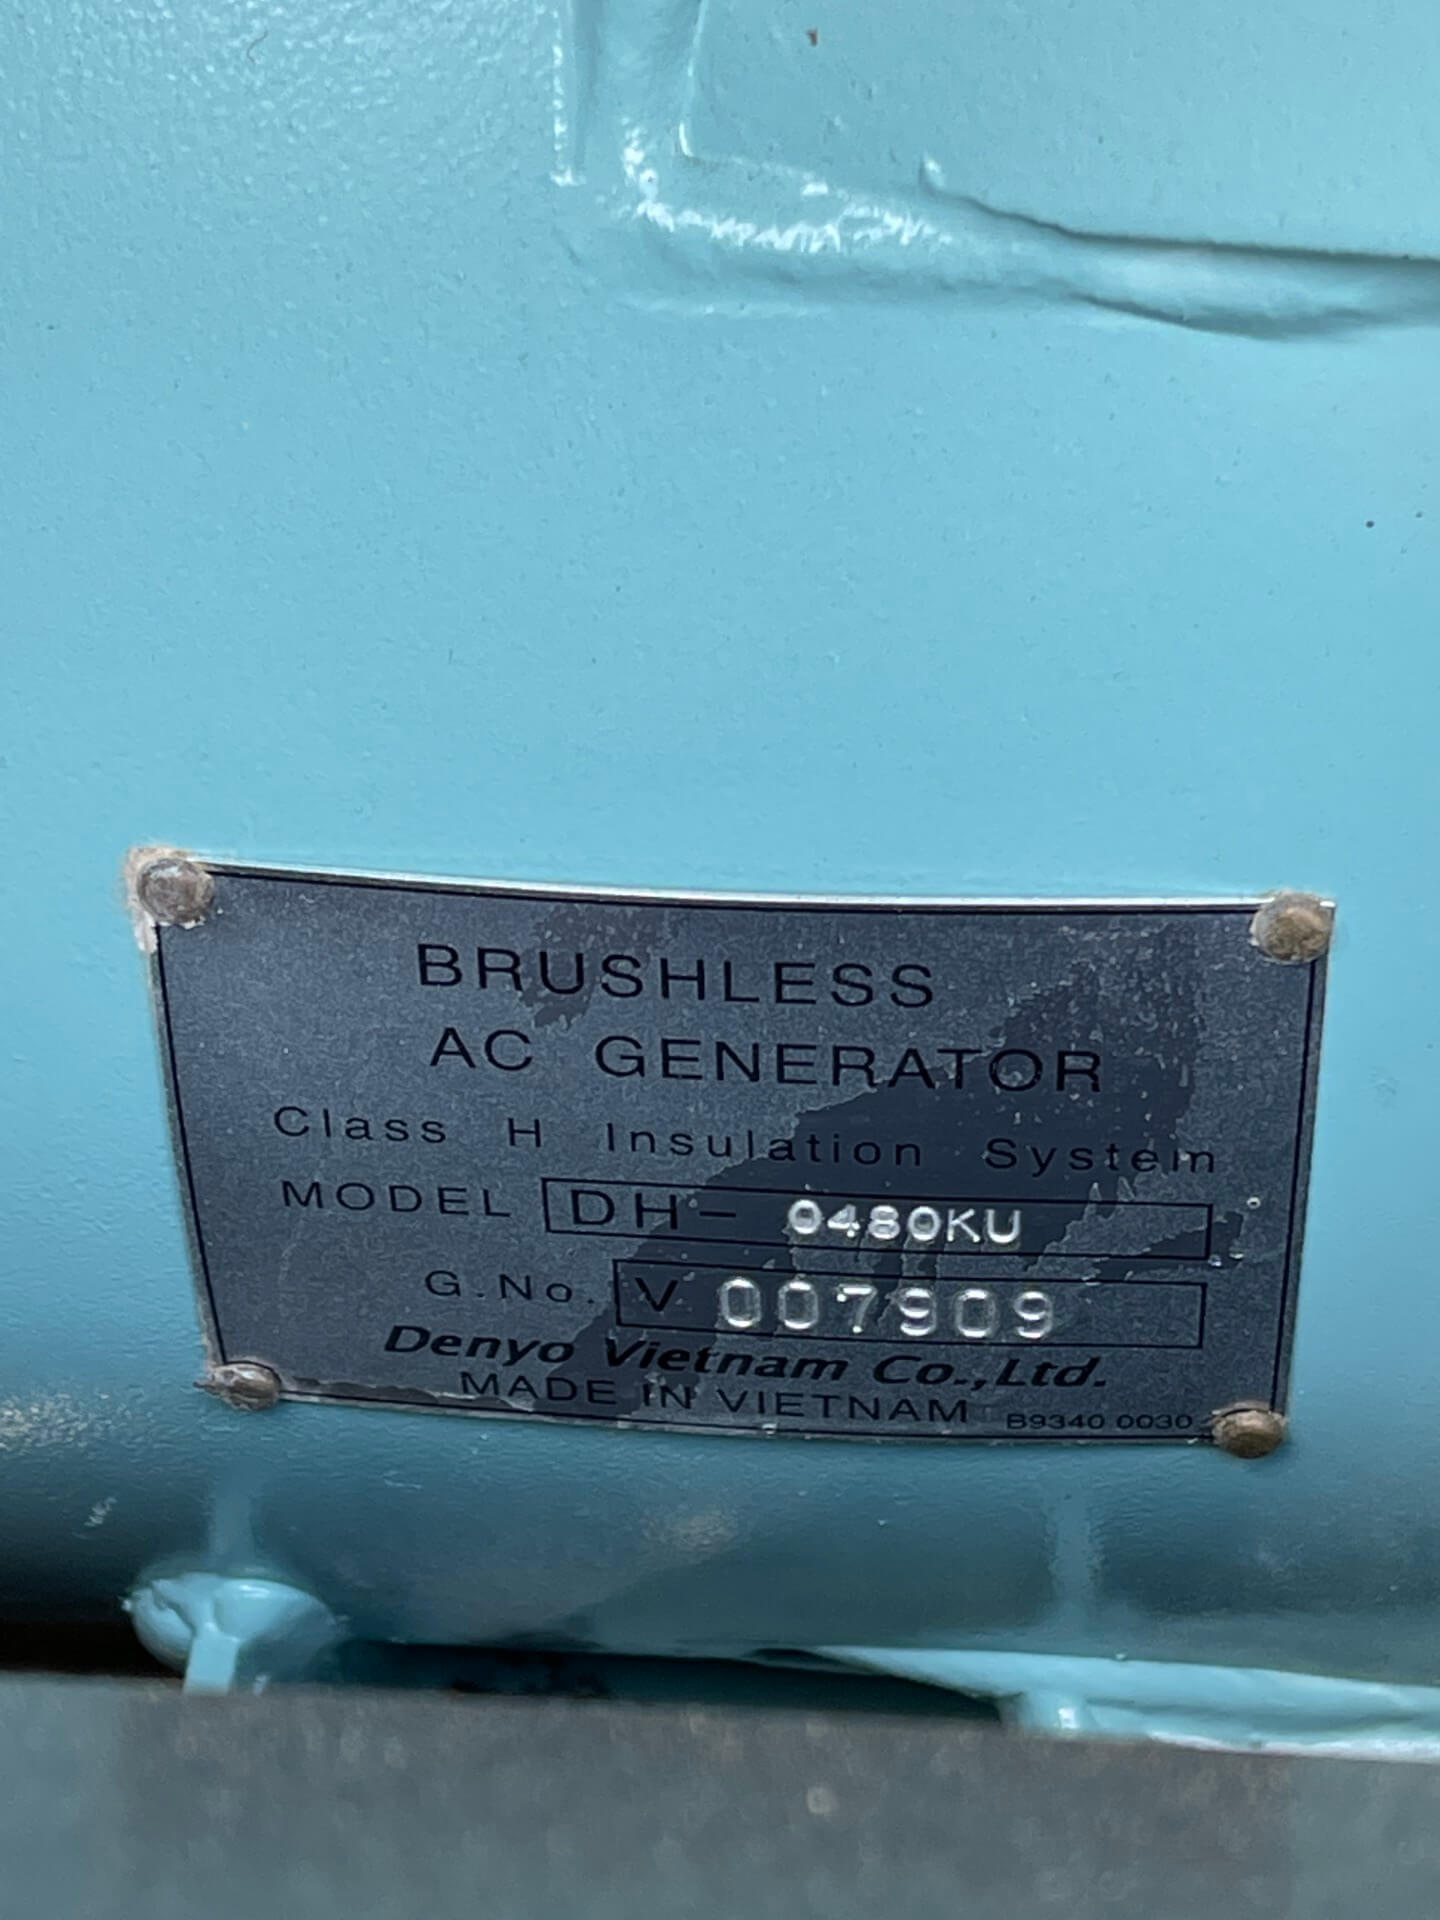 BRUSHLESS
AC GENERATOR
Class H Insulation System
MODEL DH- 0480KU
G.No. V 007909
Denyo Vietnam Co.,Ltd.
MADE IN VIETNAM B9340 0030